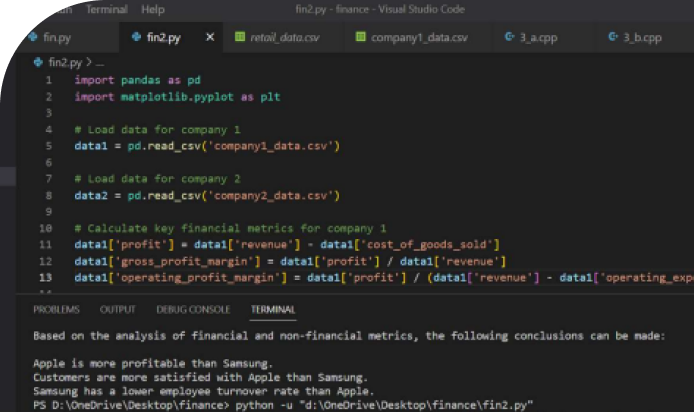 Terminal Help fin2.py - finance - Visual Studio Code
fin.py fin2.py × retail_data.csv company1_data.csv 3_a.cpp 3_b.cpp
fin2.py > ...
1 import pandas as pd
2 import matplotlib.pyplot as plt
3
4 # Load data for company 1
5 data1 = pd.read_csv('company1_data.csv')
6
7 # Load data for company 2
8 data2 = pd.read_csv('company2_data.csv')
9
10 # Calculate key financial metrics for company 1
11 data1['profit'] = data1['revenue'] - data1['cost_of_goods_sold']
12 data1['gross_profit_margin'] = data1['profit'] / data1['revenue']
13 data1['operating_profit_margin'] = data1['profit'] / (data1['revenue'] - data1['operating_exp
PROBLEMS OUTPUT DEBUG CONSOLE TERMINAL
Based on the analysis of financial and non-financial metrics, the following conclusions can be made:
Apple is more profitable than Samsung.
Customers are more satisfied with Apple than Samsung.
Samsung has a lower employee turnover rate than Apple.
PS D:\OneDrive\Desktop\finance> python -u "d:\OneDrive\Desktop\finance\fin2.py"